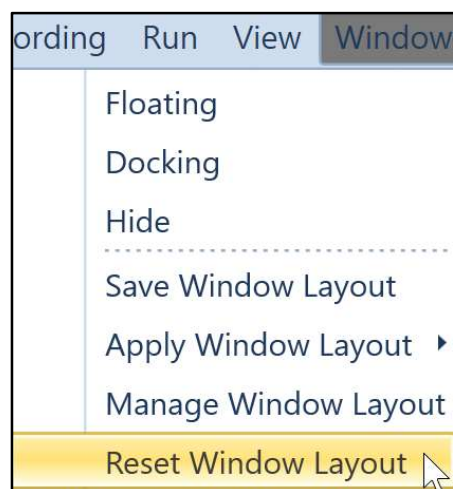 ording Run View Window
Floating
Docking
Hide
Save Window Layout
Apply Window Layout
Manage Window Layout
Reset Window Layout